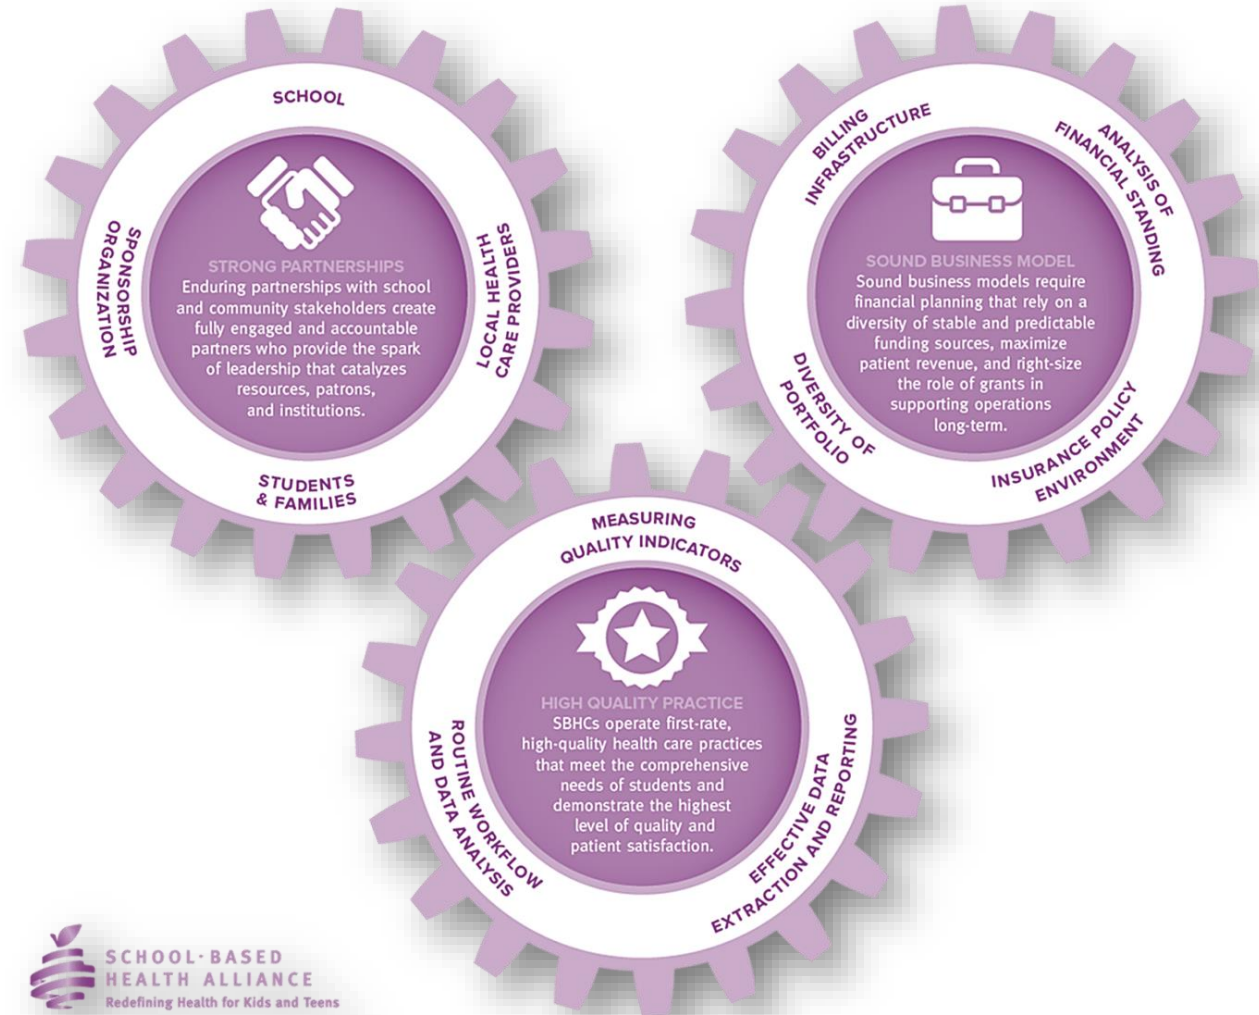 SCHOOL
SPONSORSHIP
ORGANIZATION
LOCAL HEALTH
CARE PROVIDERS
STUDENTS
& FAMILIES
STRONG PARTNERSHIPS
Enduring partnerships with school
and community stakeholders create
fully engaged and accountable
partners who provide the spark
of leadership that catalyzes
resources, patrons,
and institutions.
BILLING
INFRASTRUCTURE
ANALYSIS OF
FINANCIAL STANDING
DIVERSITY OF
PORTFOLIO
INSURANCE POLICY
ENVIRONMENT
SOUND BUSINESS MODEL
Sound business models require
financial planning that rely on a
diversity of stable and predictable
funding sources, maximize
patient revenue, and right-size
the role of grants in
supporting operations
long-term.
MEASURING
QUALITY INDICATORS
ROUTINE WORKFLOW
AND DATA ANALYSIS
EFFECTIVE DATA
EXTRACTION AND REPORTING
HIGH QUALITY PRACTICE
SBHCs operate first-rate,
high-quality health care practices
that meet the comprehensive
needs of students and
demonstrate the highest
level of quality and
patient satisfaction.
SCHOOL-BASED
HEALTH ALLIANCE
Redefining Health for Kids and Teens